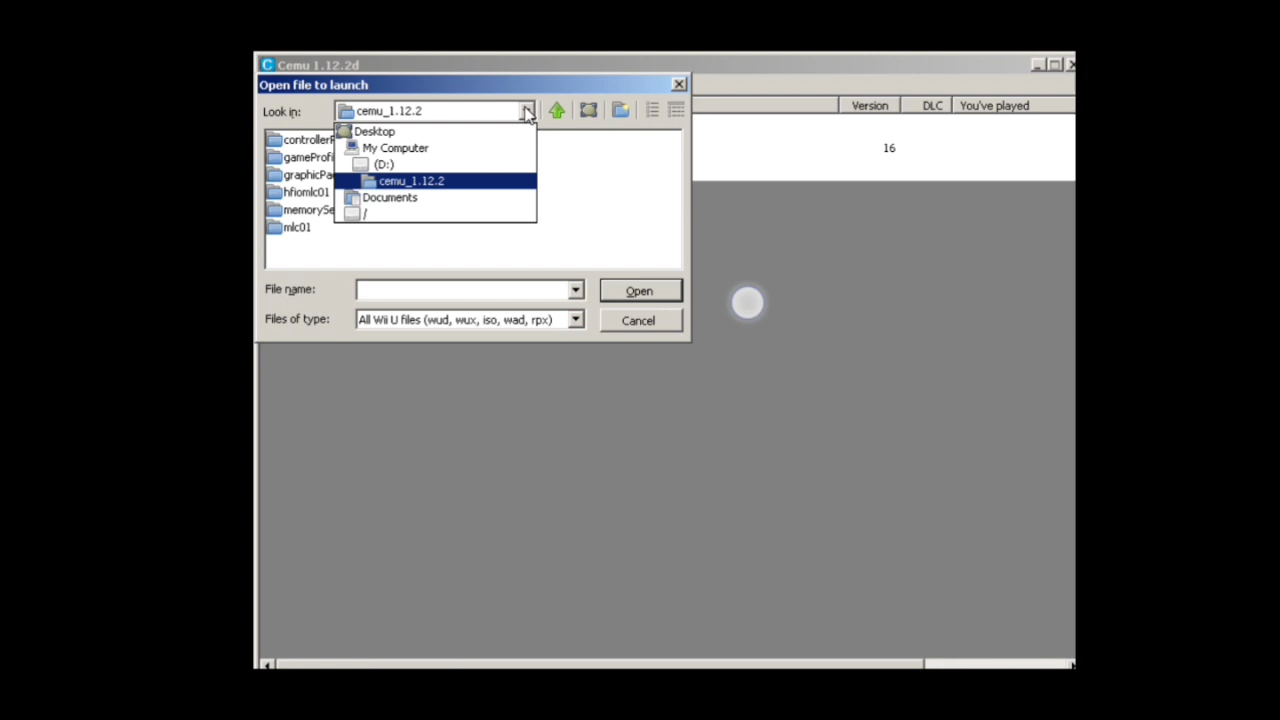 Cemu 1.12.2d
Open file to launch
Look in: cemu_1.12.2
Version DLC You've played
Desktop
My Computer
(D:)
cemu_1.12.2
Documents
/
16
hfiomlc01
mlc01
File name: Open
Files of type: All Wii U files (wud, wux, iso, wad, rpx) Cancel